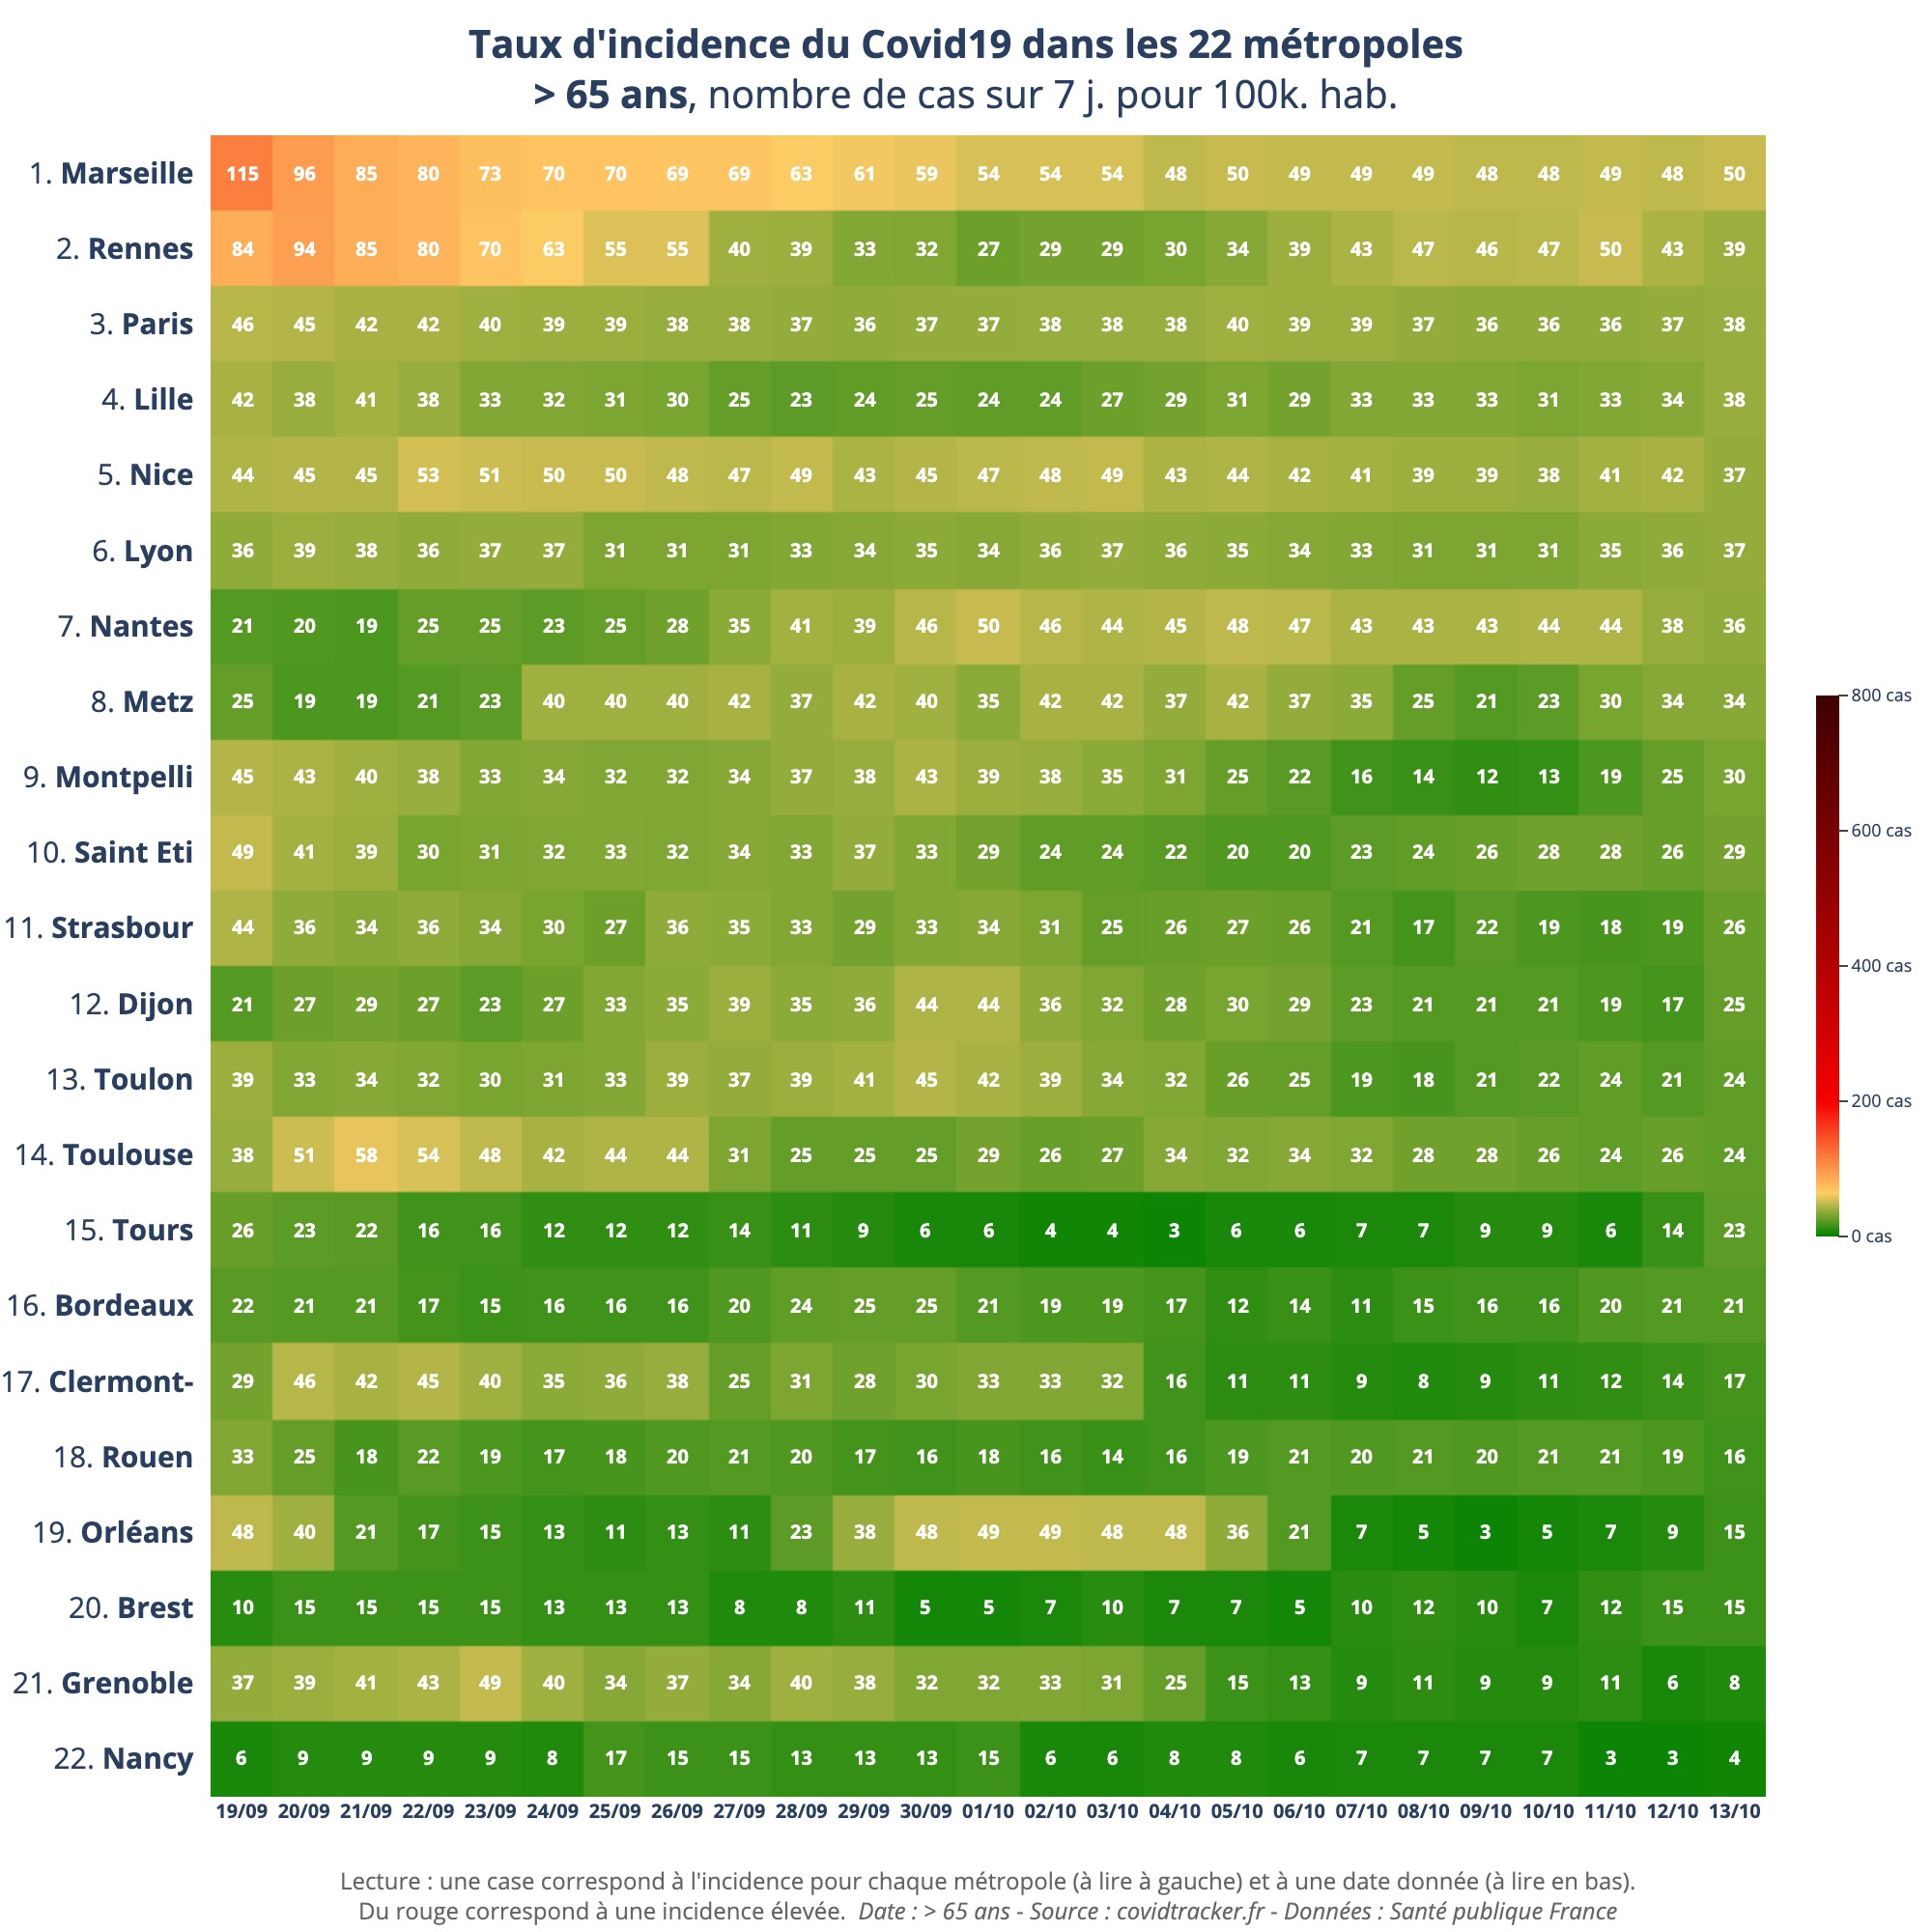 Taux d'incidence du Covid19 dans les 22 métropoles
> 65 ans, nombre de cas sur 7 j. pour 100k. hab.
1. Marseille 115 96 85 80 73 70 70 69 69 63 61 59 54 54 54 48 50 49 49 49 48 48 49 48 50
2. Rennes 84 94 85 80 70 63 55 55 40 39 33 32 27 29 29 30 34 39 43 47 46 47 50 43 39
3. Paris 46 45 42 42 40 39 39 38 38 37 36 37 37 38 38 38 40 39 39 37 36 36 36 37 38
4. Lille 42 38 41 38 33 32 31 30 25 23 24 25 24 24 27 29 31 29 33 33 33 31 33 34 38
5. Nice 44 45 45 53 51 50 50 48 47 49 43 45 47 48 49 43 44 42 41 39 39 38 41 42 37
6. Lyon 36 39 38 36 37 37 31 31 31 33 34 35 34 36 37 36 35 34 33 31 31 31 35 36 37
7. Nantes 21 20 19 25 25 23 25 28 35 41 39 46 50 46 44 45 48 47 43 43 43 44 44 38 36
8. Metz 25 19 19 21 23 40 40 40 42 37 42 40 35 42 42 37 42 37 35 25 21 23 30 34 34
9. Montpelli 45 43 40 38 33 34 32 32 34 37 38 43 39 38 35 31 25 22 16 14 12 13 19 25 30
10. Saint Eti 49 41 39 30 31 32 33 32 34 33 37 33 29 24 24 22 20 20 23 24 26 28 28 26 29
11. Strasbour 44 36 34 36 34 30 27 36 35 33 29 33 34 31 25 26 27 26 21 17 22 19 18 19 26
12. Dijon 21 27 29 27 23 27 33 35 39 35 36 44 44 36 32 28 30 29 23 21 21 21 19 17 25
13. Toulon 39 33 34 32 30 31 33 39 37 39 41 45 42 39 34 32 26 25 19 18 21 22 24 21 24
14. Toulouse 38 51 58 54 48 42 44 44 31 25 25 25 29 26 27 34 32 34 32 28 28 26 24 26 24
15. Tours 26 23 22 16 16 12 12 12 14 11 9 6 6 4 4 3 6 6 7 7 9 9 6 14 23
16. Bordeaux 22 21 21 17 15 16 16 16 20 24 25 25 21 19 19 17 12 14 11 15 16 16 20 21 21
17. Clermont- 29 46 42 45 40 35 36 38 25 31 28 30 33 33 32 16 11 11 9 8 9 11 12 14 17
18. Rouen 33 25 18 22 19 17 18 20 21 20 17 16 18 16 14 16 19 21 20 21 20 21 21 19 16
19. Orléans 48 40 21 17 15 13 11 13 11 23 38 48 49 49 48 48 36 21 7 5 3 5 7 9 15
20. Brest 10 15 15 15 15 13 13 13 8 8 11 5 5 7 10 7 7 5 10 12 10 7 12 15 15
21. Grenoble 37 39 41 43 49 40 34 37 34 40 38 32 32 33 31 25 15 13 9 11 9 9 11 6 8
22. Nancy 6 9 9 9 9 8 17 15 15 13 13 13 15 6 6 8 8 6 7 7 7 7 3 3 4
19/09 20/09 21/09 22/09 23/09 24/09 25/09 26/09 27/09 28/09 29/09 30/09 01/10 02/10 03/10 04/10 05/10 06/10 07/10 08/10 09/10 10/10 11/10 12/10 13/10
800 cas
600 cas
400 cas
200 cas
0 cas
Lecture : une case correspond à l'incidence pour chaque métropole (à lire à gauche) et à une date donnée (à lire en bas).
Du rouge correspond à une incidence élevée. Date : > 65 ans - Source : covidtracker.fr - Données : Santé publique France